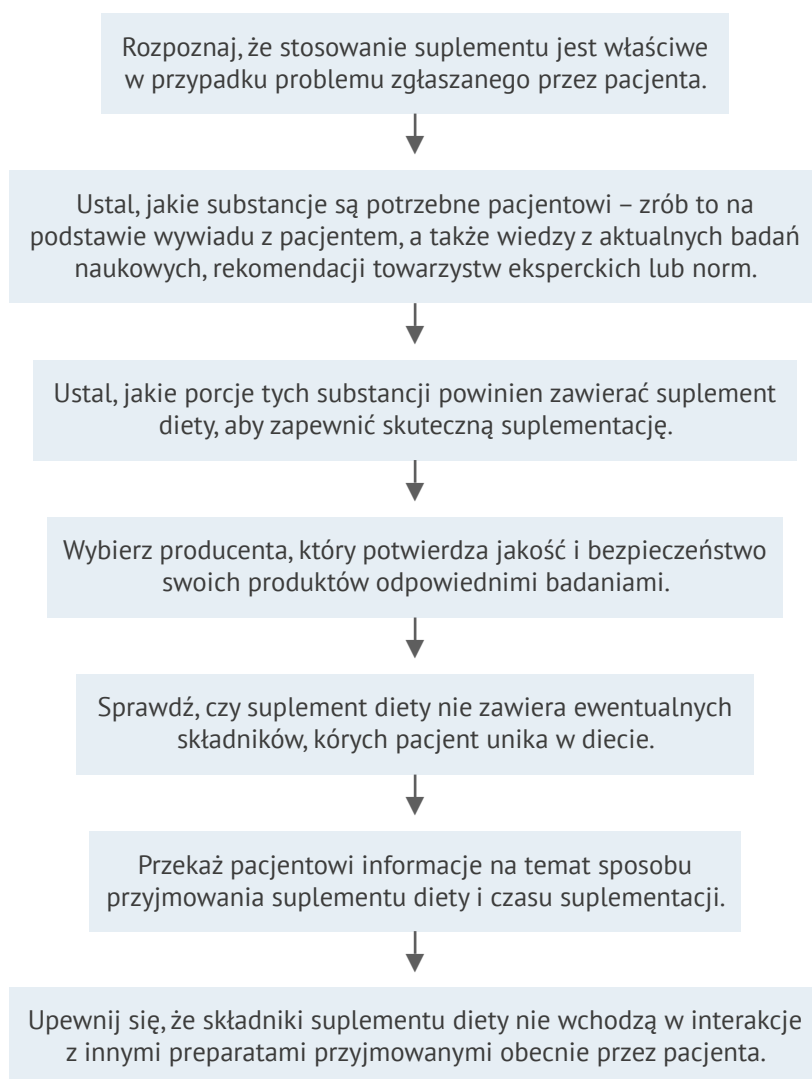 Rozpoznaj, że stosowanie suplementu jest właściwe
w przypadku problemu zgłaszanego przez pacjenta.
Ustal, jakie substancje są potrzebne pacjentowi – zrób to na
podstawie wywiadu z pacjentem, a także wiedzy z aktualnych badań
naukowych, rekomendacji towarzystw eksperckich lub norm.
Ustal, jakie porcje tych substancji powinien zawierać suplement
diety, aby zapewnić skuteczną suplementację.
Wybierz producenta, który potwierdza jakość i bezpieczeństwo
swoich produktów odpowiednimi badaniami.
Sprawdź, czy suplement diety nie zawiera ewentualnych
składników, kórych pacjent unika w diecie.
Przekaż pacjentowi informacje na temat sposobu
przyjmowania suplementu diety i czasu suplementacji.
Upewnij się, że składniki suplementu diety nie wchodzą w interakcje
z innymi preparatami przyjmowanymi obecnie przez pacjenta.